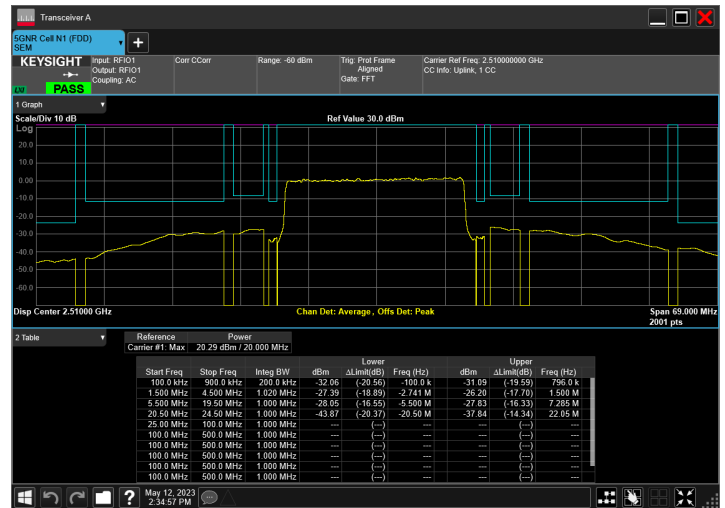 Transceiver A
5GNR Cell N1 (FDD)
SEM
KEYSIGHT
LXI
PASS
Input: RFIO1
Output: RFIO1
Coupling: AC
Corr CCorr
Range: -60 dBm
Trig: Prot Frame
Aligned
Gate: FFT
Carrier Ref Freq: 2.510000000 GHz
CC Info: Uplink, 1 CC
1 Graph
Scale/Div 10 dB
Ref Value 30.0 dBm
Log
20.0
10.0
0.00
-10.0
-20.0
-30.0
-40.0
-50.0
-60.0
Disp Center 2.51000 GHz
Chan Det: Average , Offs Det: Peak
Span 69.000 MHz
2001 pts
2 Table
Reference Power
Carrier #1: Max 20.29 dBm / 20.000 MHz
Lower Upper
Start Freq Stop Freq Integ BW dBm ΔLimit(dB) Freq (Hz) dBm ΔLimit(dB) Freq (Hz)
100.0 kHz 900.0 kHz 200.0 kHz -32.06 (-20.56) -100.0 k -31.09 (-19.59) 796.0 k
1.500 MHz 4.500 MHz 1.020 MHz -27.39 (-18.89) -2.741 M -26.20 (-17.70) 1.500 M
5.500 MHz 19.50 MHz 1.000 MHz -28.05 (-16.55) -5.500 M -27.83 (-16.33) 7.285 M
20.50 MHz 24.50 MHz 1.000 MHz -43.87 (-20.37) -20.50 M -37.84 (-14.34) 22.05 M
25.00 MHz 100.0 MHz 1.000 MHz --- (---) --- --- (---) ---
100.0 MHz 500.0 MHz 1.000 MHz --- (---) --- --- (---) ---
100.0 MHz 500.0 MHz 1.000 MHz --- (---) --- --- (---) ---
100.0 MHz 500.0 MHz 1.000 MHz --- (---) --- --- (---) ---
100.0 MHz 500.0 MHz 1.000 MHz --- (---) --- --- (---) ---
100.0 MHz 500.0 MHz 1.000 MHz --- (---) --- --- (---) ---
May 12, 2023
2:34:57 PM